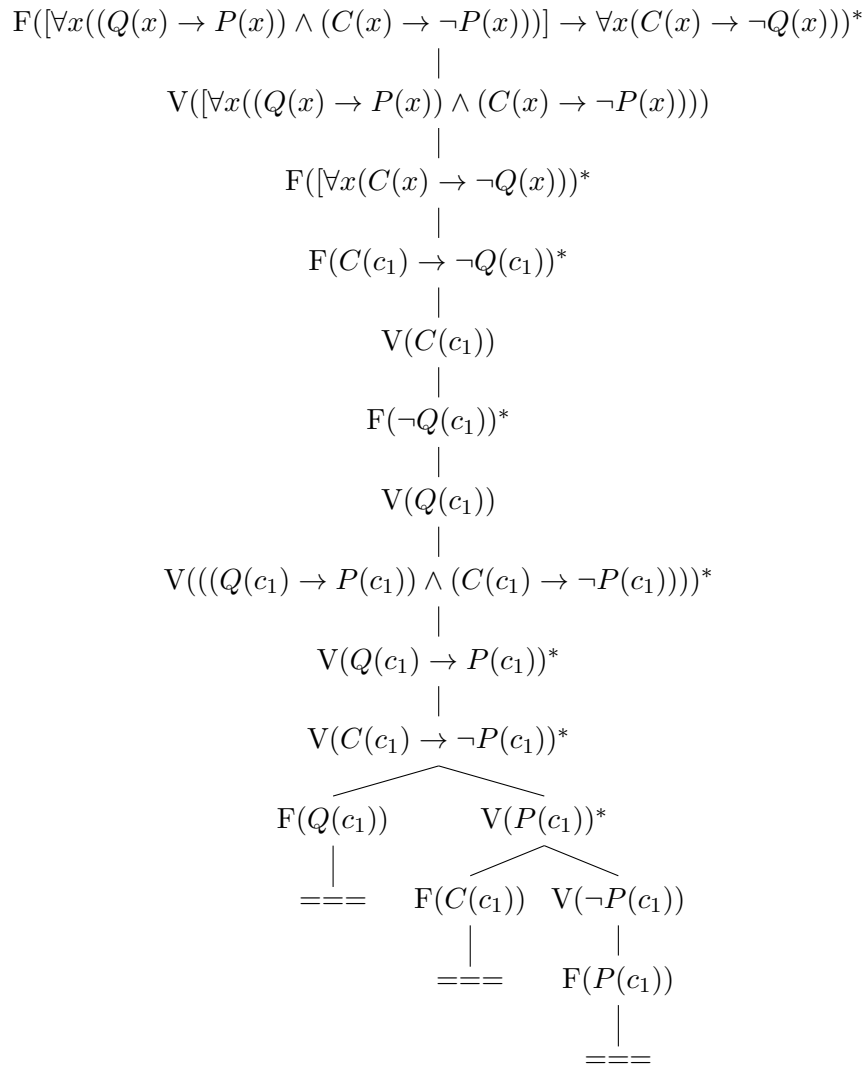 F([∀x((Q(x) → P(x)) ∧ (C(x) → ¬P(x)))] → ∀x(C(x) → ¬Q(x)))*
V([∀x((Q(x) → P(x)) ∧ (C(x) → ¬P(x))))
F([∀x(C(x) → ¬Q(x)))*
F(C(c₁) → ¬Q(c₁))*
V(C(c₁))
F(¬Q(c₁))*
V(Q(c₁))
V(((Q(c₁) → P(c₁)) ∧ (C(c₁) → ¬P(c₁))))*
V(Q(c₁) → P(c₁))*
V(C(c₁) → ¬P(c₁))*
F(Q(c₁)) V(P(c₁))*
=== F(C(c₁)) V(¬P(c₁))
=== F(P(c₁))
===